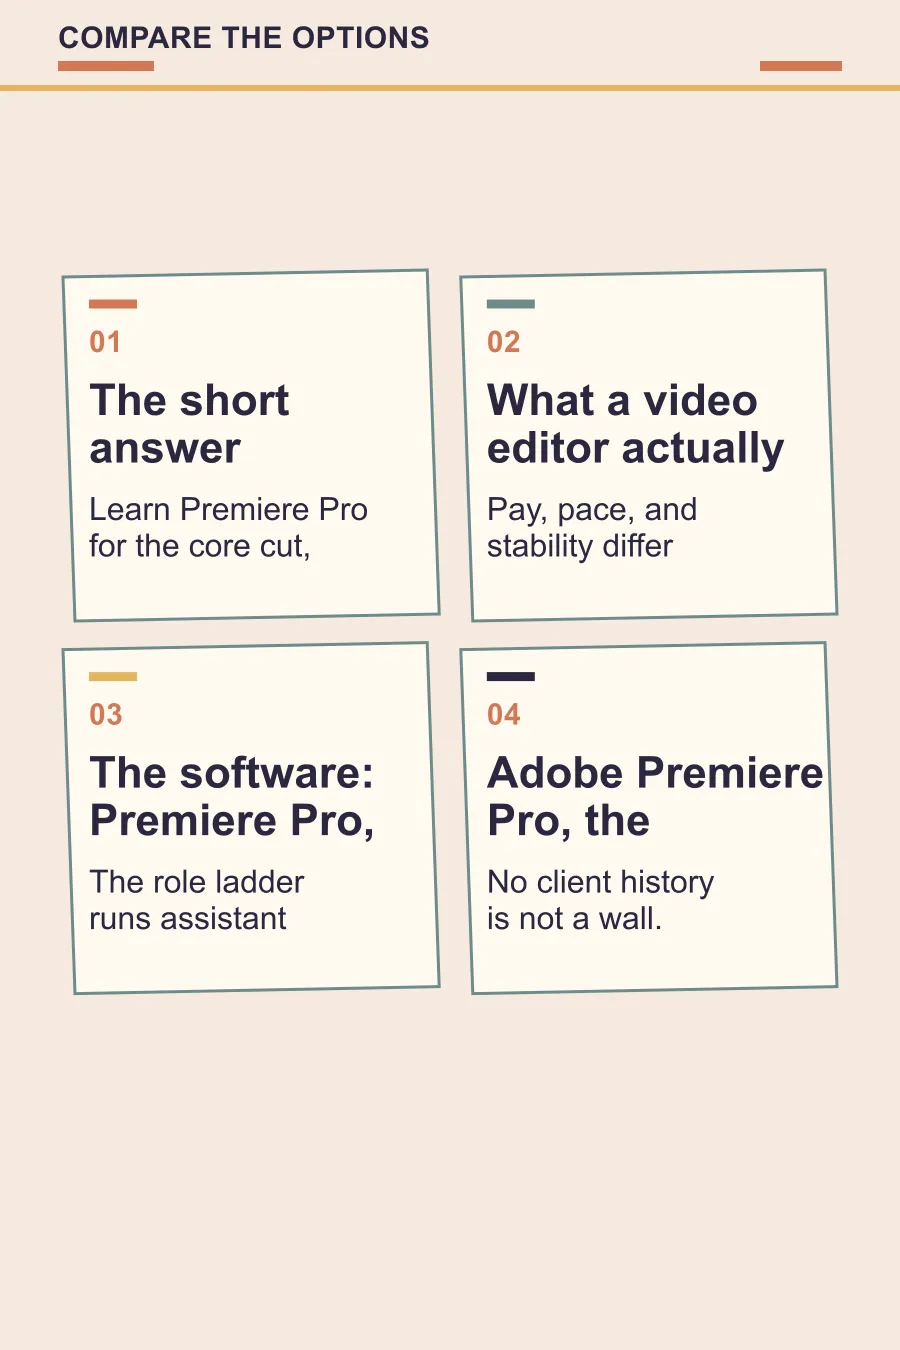 COMPARE THE OPTIONS
01
The short
answer
Learn Premiere Pro
for the core cut,
02
What a video
editor actually
Pay, pace, and
stability differ
03
The software:
Premiere Pro,
The role ladder
runs assistant
04
Adobe Premiere
Pro, the
No client history
is not a wall.